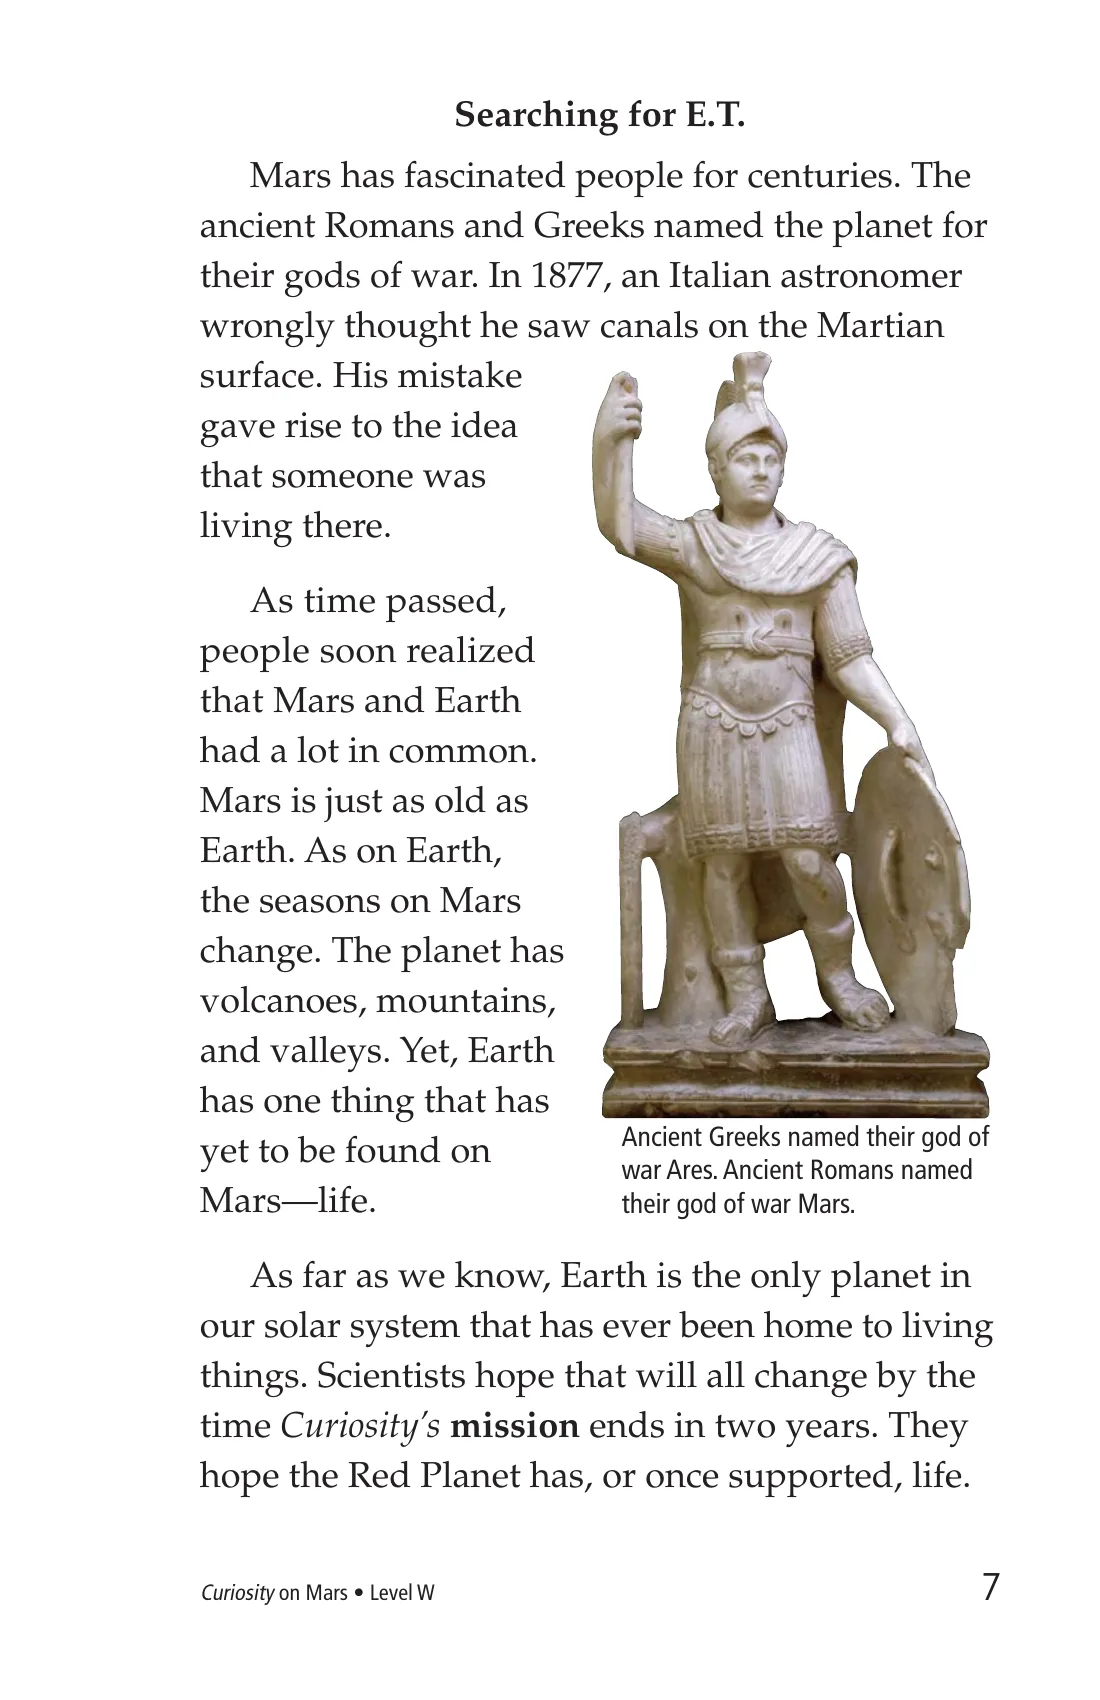 Searching for E.T.
Mars has fascinated people for centuries. The
ancient Romans and Greeks named the planet for
their gods of war. In 1877, an Italian astronomer
wrongly thought he saw canals on the Martian
surface. His mistake
gave rise to the idea
that someone was
living there.
As time passed,
people soon realized
that Mars and Earth
had a lot in common.
Mars is just as old as
Earth. As on Earth,
the seasons on Mars
change. The planet has
volcanoes, mountains,
and valleys. Yet, Earth
has one thing that has
yet to be found on
Mars—life.
Ancient Greeks named their god of
war Ares. Ancient Romans named
their god of war Mars.
As far as we know, Earth is the only planet in
our solar system that has ever been home to living
things. Scientists hope that will all change by the
time Curiosity’s mission ends in two years. They
hope the Red Planet has, or once supported, life.
Curiosity on Mars • Level W
7